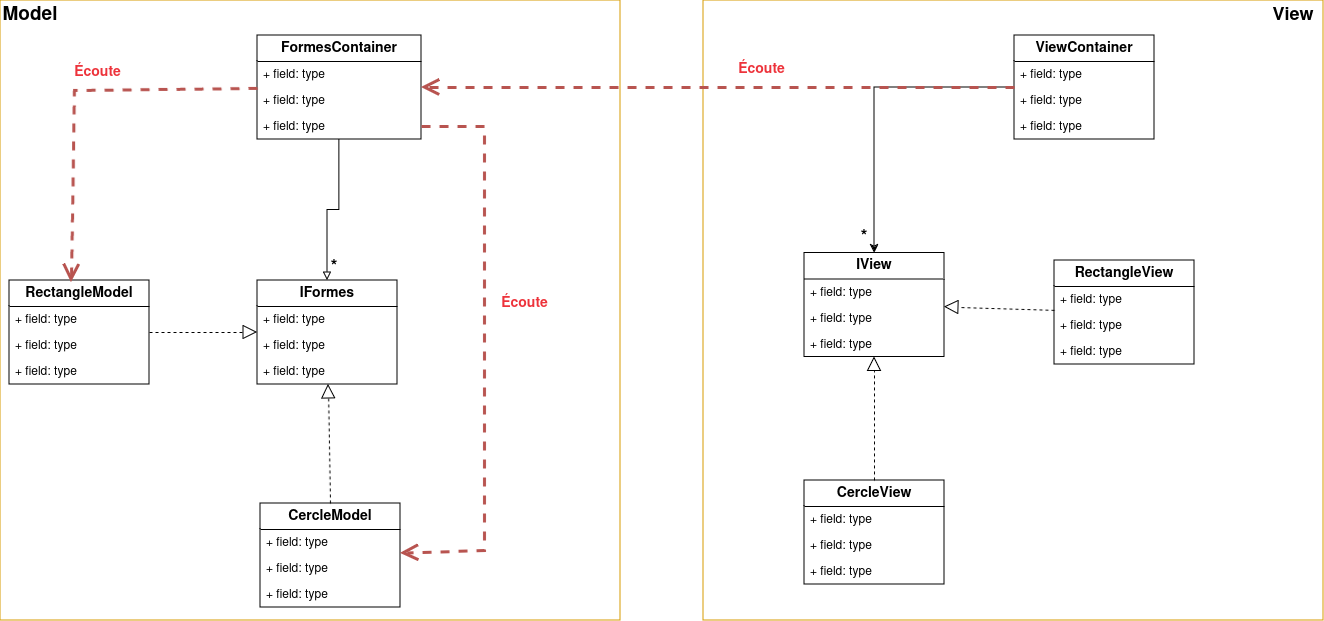 Model
View
FormesContainer
+ field: type
+ field: type
+ field: type
Écoute
Écoute
ViewContainer
+ field: type
+ field: type
+ field: type
*
*
RectangleModel
+ field: type
+ field: type
+ field: type
IFormes
+ field: type
+ field: type
+ field: type
Écoute
IView
+ field: type
+ field: type
+ field: type
RectangleView
+ field: type
+ field: type
+ field: type
CercleModel
+ field: type
+ field: type
+ field: type
CercleView
+ field: type
+ field: type
+ field: type